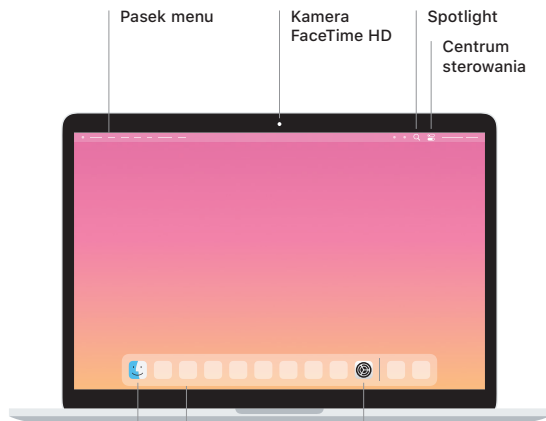 Pasek menu
Kamera
FaceTime HD
Spotlight
Centrum
sterowania